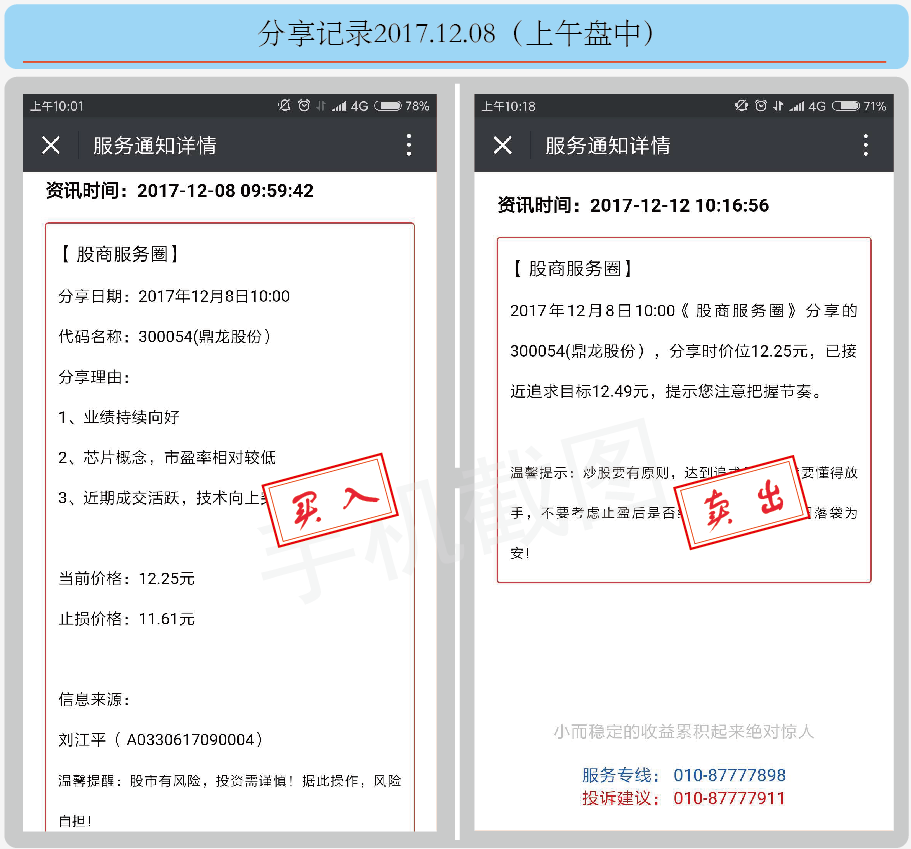 分享记录2017.12.08（上午盘中）
上午10:01
4G
78%
服务通知详情
资讯时间：2017-12-08 09:59:42
【 股商服务圈】
分享日期：2017年12月8日10:00
代码名称：300054(鼎龙股份）
分享理由：
1、业绩持续向好
2、芯片概念，市盈率相对较低
3、近期成交活跃，技术向上
买入
当前价格：12.25元
止损价格：11.61元
信息来源：
刘江平（ A0330617090004）
温馨提醒：股市有风险，投资需谨慎！据此操作，风险
自担！
上午10:18
4G
71%
服务通知详情
资讯时间：2017-12-12 10:16:56
【 股商服务圈】
2017年12月8日10:00《 股商服务圈》分享的
300054(鼎龙股份），分享时价位12.25元，已接
近追求目标12.49元，提示您注意把握节奏。
温馨提示：炒股要有原则，达到追求 要懂得放
手，不要考虑止盈后是否 落袋为
安！
卖出
小而稳定的收益累积起来绝对惊人
服务专线： 010-87777898
投诉建议： 010-87777911
手机截图